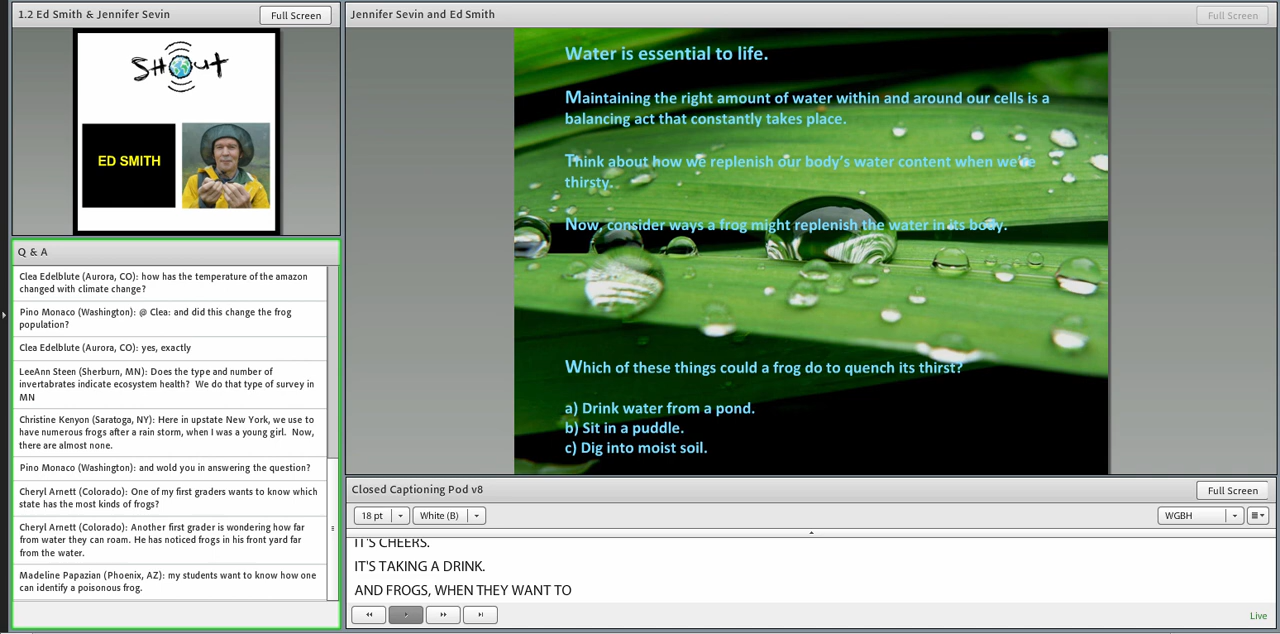 1.2 Ed Smith & Jennifer Sevin
Full Screen
SHOUT
ED SMITH
Q & A
Clea Edelblute (Aurora, CO): how has the temperature of the amazon
changed with climate change?
Pino Monaco (Washington): @ Clea: and did this change the frog
population?
Clea Edelblute (Aurora, CO): yes, exactly
LeeAnn Steen (Sherburn, MN): Does the type and number of
invertabrates indicate ecosystem health? We do that type of survey in
MN
Christine Kenyon (Saratoga, NY): Here in upstate New York, we use to
have numerous frogs after a rain storm, when I was a young girl. Now,
there are almost none.
Pino Monaco (Washington): and wold you in answering the question?
Cheryl Arnett (Colorado): One of my first graders wants to know which
state has the most kinds of frogs?
Cheryl Arnett (Colorado): Another first grader is wondering how far
from water they can roam. He has noticed frogs in his front yard far
from the water.
Madeline Papazian (Phoenix, AZ): my students want to know how one
can identify a poisonous frog.
Jennifer Sevin and Ed Smith
Full Screen
Water is essential to life.
Maintaining the right amount of water within and around our cells is a
balancing act that constantly takes place.
Think about how we replenish our body's water content when we're
thirsty.
Now, consider ways a frog might replenish the water in its body.
Which of these things could a frog do to quench its thirst?
a) Drink water from a pond.
b) Sit in a puddle.
c) Dig into moist soil.
Closed Captioning Pod v8
Full Screen
18 pt
White (B)
WGBH
IT'S CHEERS.
IT'S TAKING A DRINK.
AND FROGS, WHEN THEY WANT TO
Live